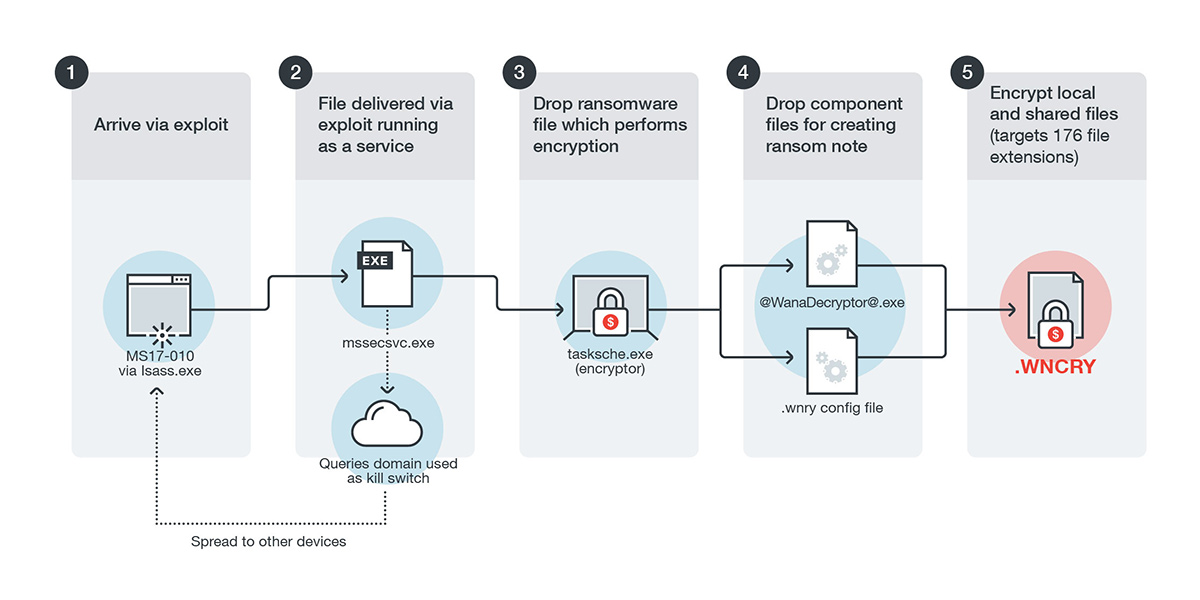 1
Arrive via exploit
MS17-010
via lsass.exe
2
File delivered via
exploit running
as a service
EXE
mssecsvc.exe
Queries domain used
as kill switch
Spread to other devices
3
Drop ransomware
file which performs
encryption
$
tasksche.exe
(encryptor)
4
Drop component
files for creating
ransom note
@WanaDecryptor@.exe
.wnry config file
5
Encrypt local
and shared files
(targets 176 file
extensions)
$
.WNCRY